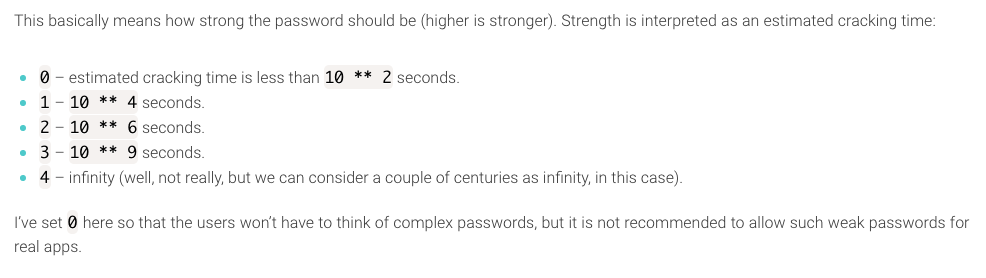 This basically means how strong the password should be (higher is stronger). Strength is interpreted as an estimated cracking time:
0 – estimated cracking time is less than 10 ** 2 seconds.
1 – 10 ** 4 seconds.
2 – 10 ** 6 seconds.
3 – 10 ** 9 seconds.
4 – infinity (well, not really, but we can consider a couple of centuries as infinity, in this case).
I've set 0 here so that the users won't have to think of complex passwords, but it is not recommended to allow such weak passwords for
real apps.